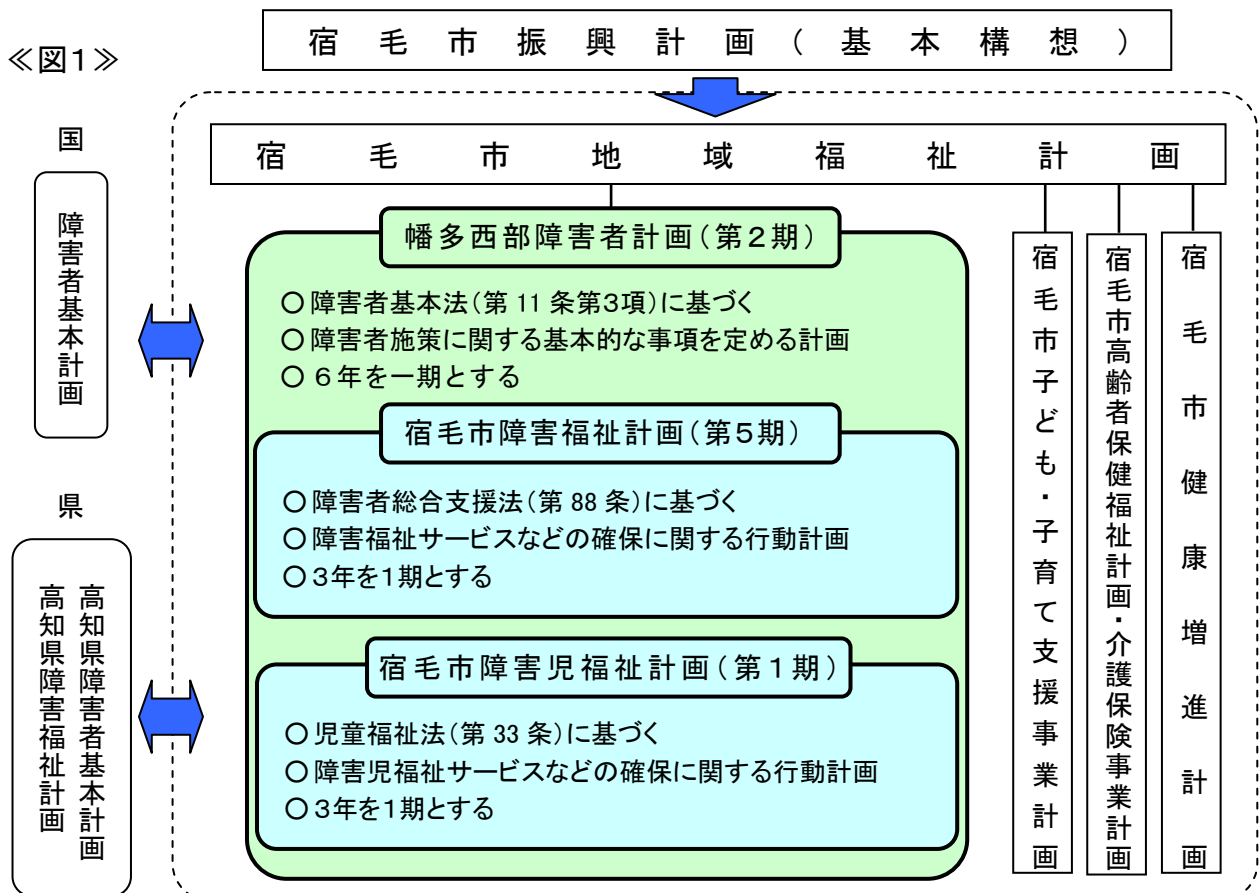 ≪図1≫
宿毛市振興計画(基本構想)
宿毛市地域福祉計画
国
障害者基本計画
県
高知県障害者基本計画
高知県障害福祉計画
幡多西部障害者計画(第2期)
○障害者基本法(第11条第3項)に基づく
○障害者施策に関する基本的な事項を定める計画
○6年を一期とする
宿毛市障害福祉計画(第5期)
○障害者総合支援法(第88条)に基づく
○障害福祉サービスなどの確保に関する行動計画
○3年を1期とする
宿毛市障害児福祉計画(第1期)
○児童福祉法(第33条)に基づく
○障害児福祉サービスなどの確保に関する行動計画
○3年を1期とする
宿毛市子ども・子育て支援事業計画
宿毛市高齢者保健福祉計画・介護保険事業計画
宿毛市健康増進計画